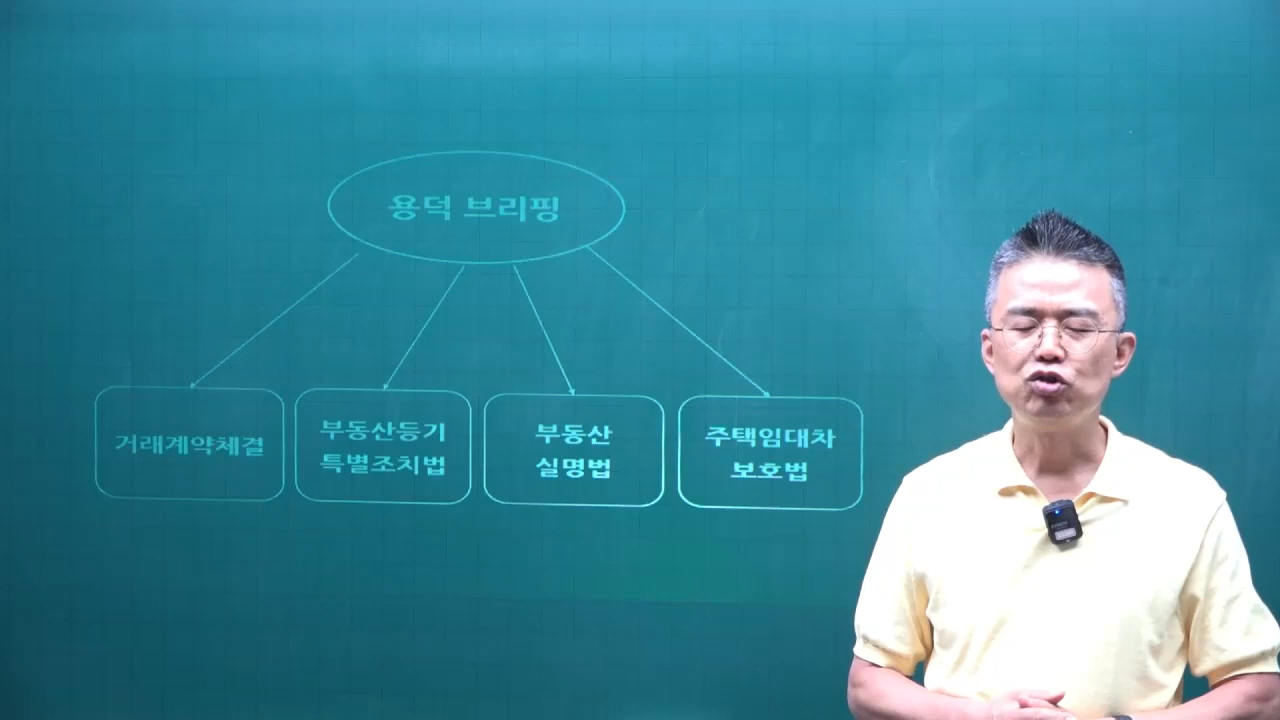 용덕 브리핑
거래계약체결
부동산등기
특별조치법
부동산
실명법
주택임대차
보호법